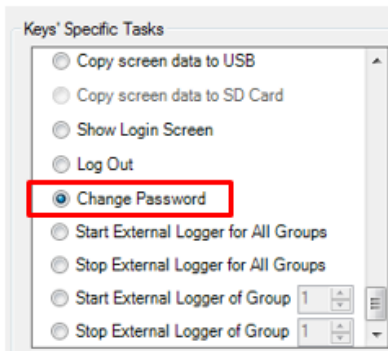 Keys' Specific Tasks
Copy screen data to USB
Copy screen data to SD Card
Show Login Screen
Log Out
Change Password
Start External Logger for All Groups
Stop External Logger for All Groups
Start External Logger of Group 1
Stop External Logger of Group 1